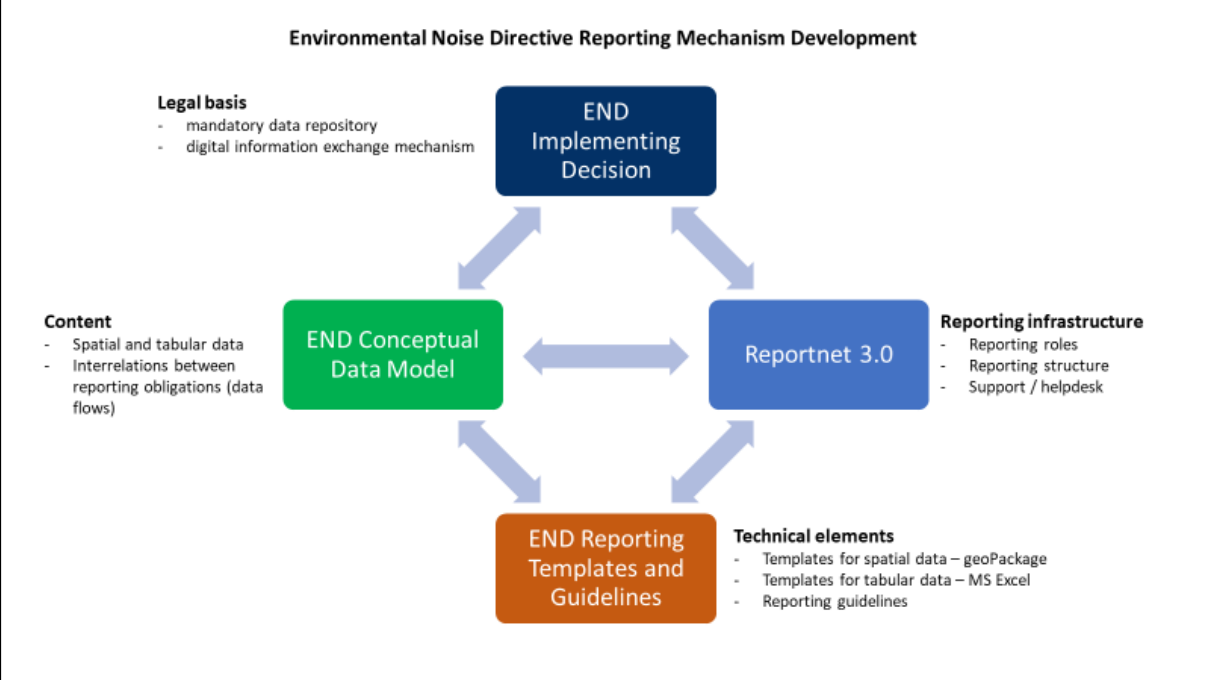 Environmental Noise Directive Reporting Mechanism Development
Legal basis
- mandatory data repository
- digital information exchange mechanism
END
Implementing
Decision
Content
- Spatial and tabular data
- Interrelations between
reporting obligations (data
flows)
END Conceptual
Data Model
Reportnet 3.0
Reporting infrastructure
- Reporting roles
- Reporting structure
- Support / helpdesk
END Reporting
Templates and
Guidelines
Technical elements
- Templates for spatial data – geoPackage
- Templates for tabular data – MS Excel
- Reporting guidelines